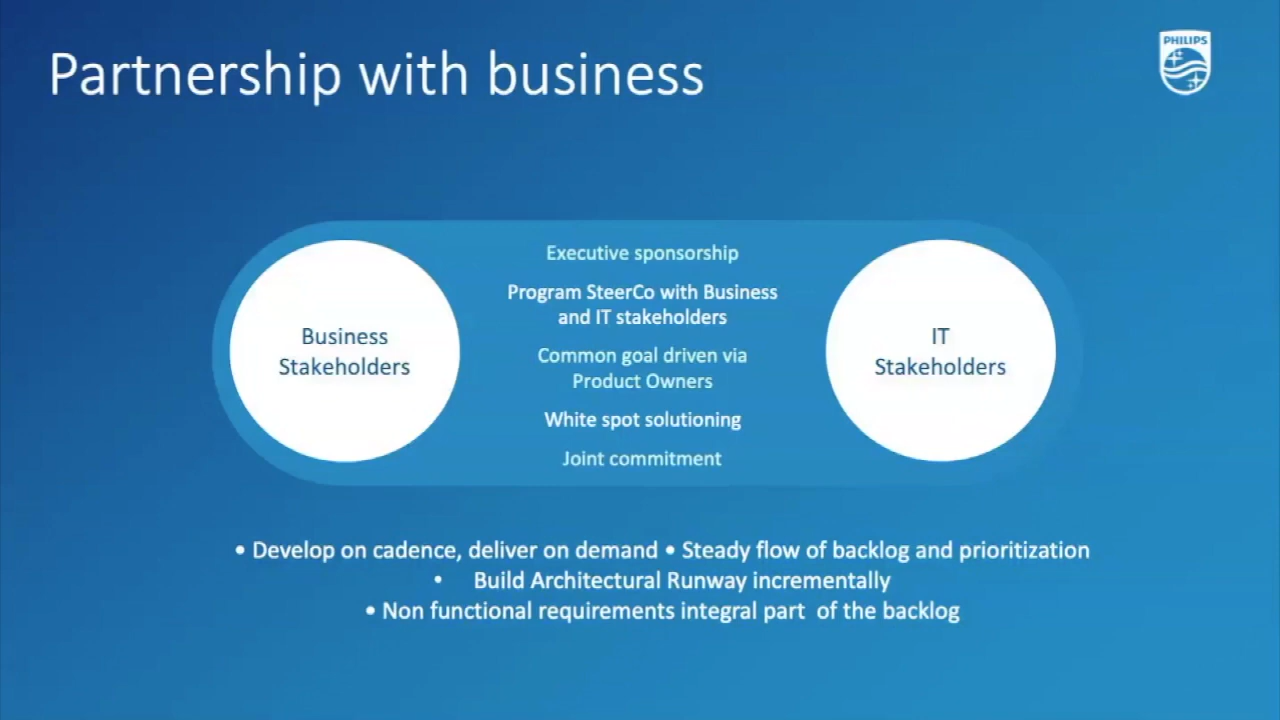 Partnership with business
PHILIPS
Executive sponsorship
Program SteerCo with Business
and IT stakeholders
Common goal driven via
Product Owners
White spot solutioning
Joint commitment
Business
Stakeholders
IT
Stakeholders
• Develop on cadence, deliver on demand • Steady flow of backlog and prioritization
• Build Architectural Runway incrementally
• Non functional requirements integral part  of the backlog